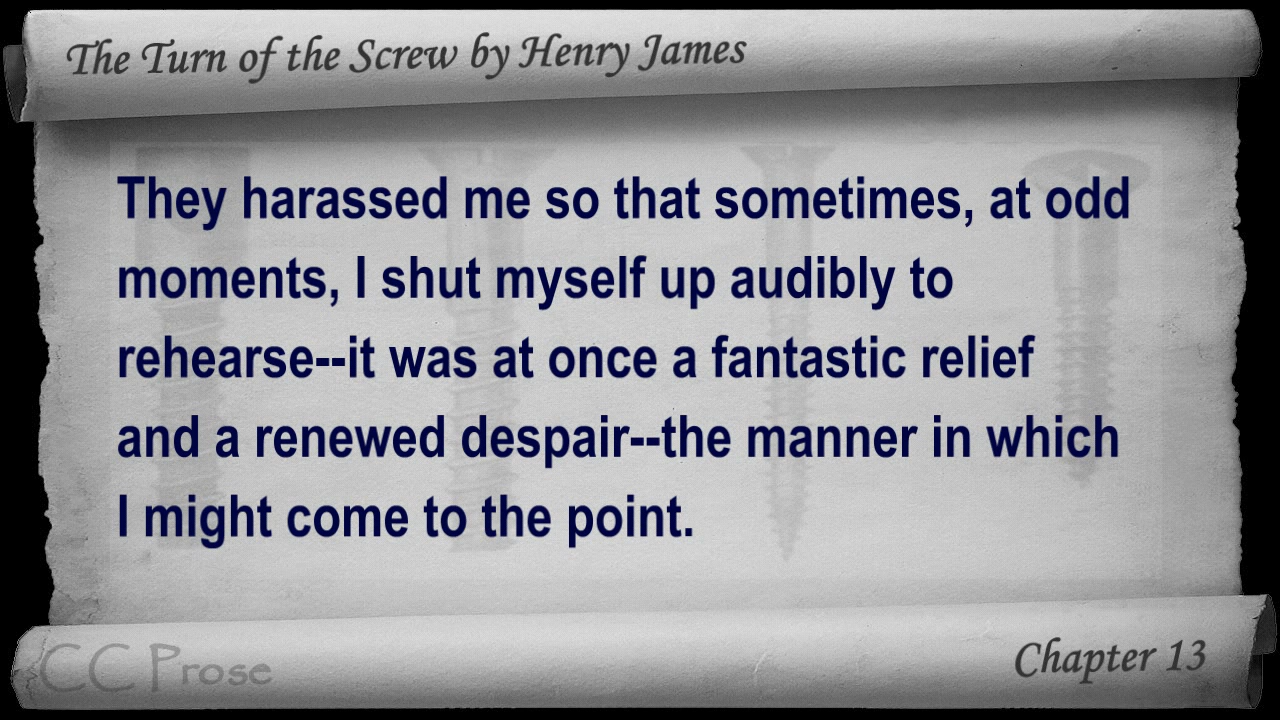 The Turn of the Screw by Henry James
They harassed me so that sometimes, at odd
moments, I shut myself up audibly to
rehearse--it was at once a fantastic relief
and a renewed despair--the manner in which
I might come to the point.
CC Prose
Chapter 13